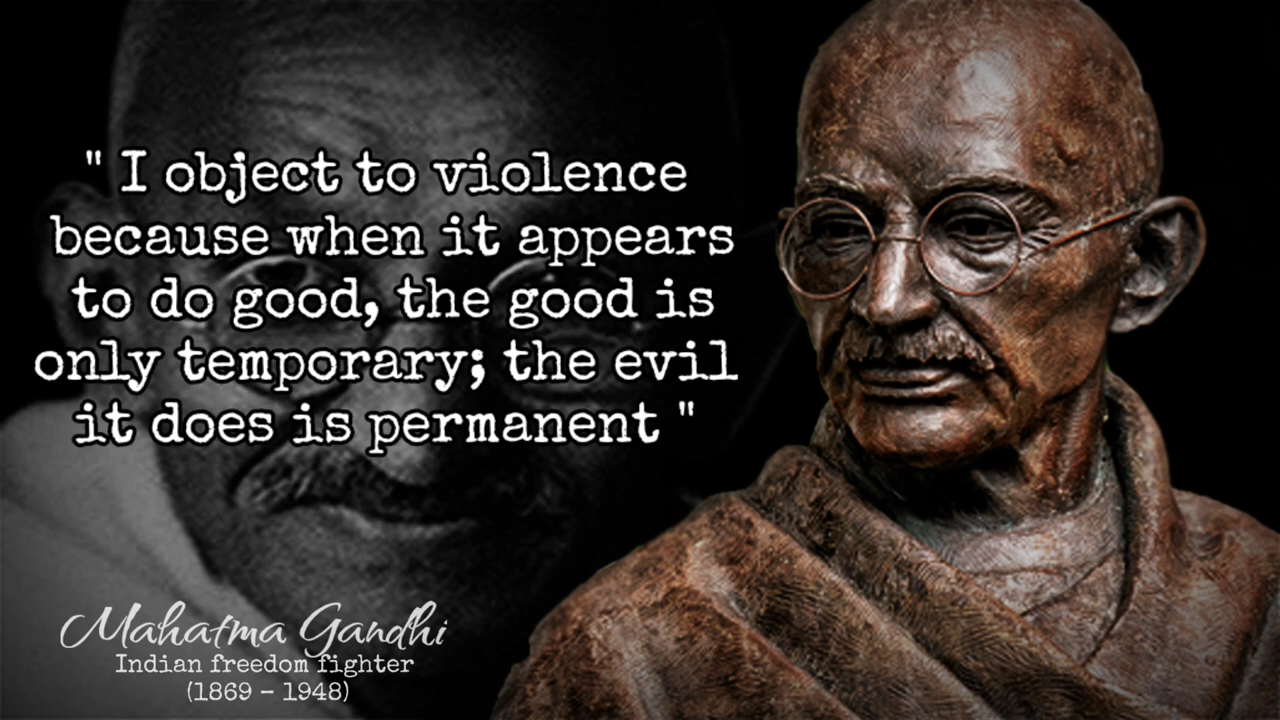 " I object to violence
because when it appears
to do good, the good is
only temporary; the evil
it does is permanent "
Mahatma Gandhi
Indian freedom fighter
(1869 – 1948)